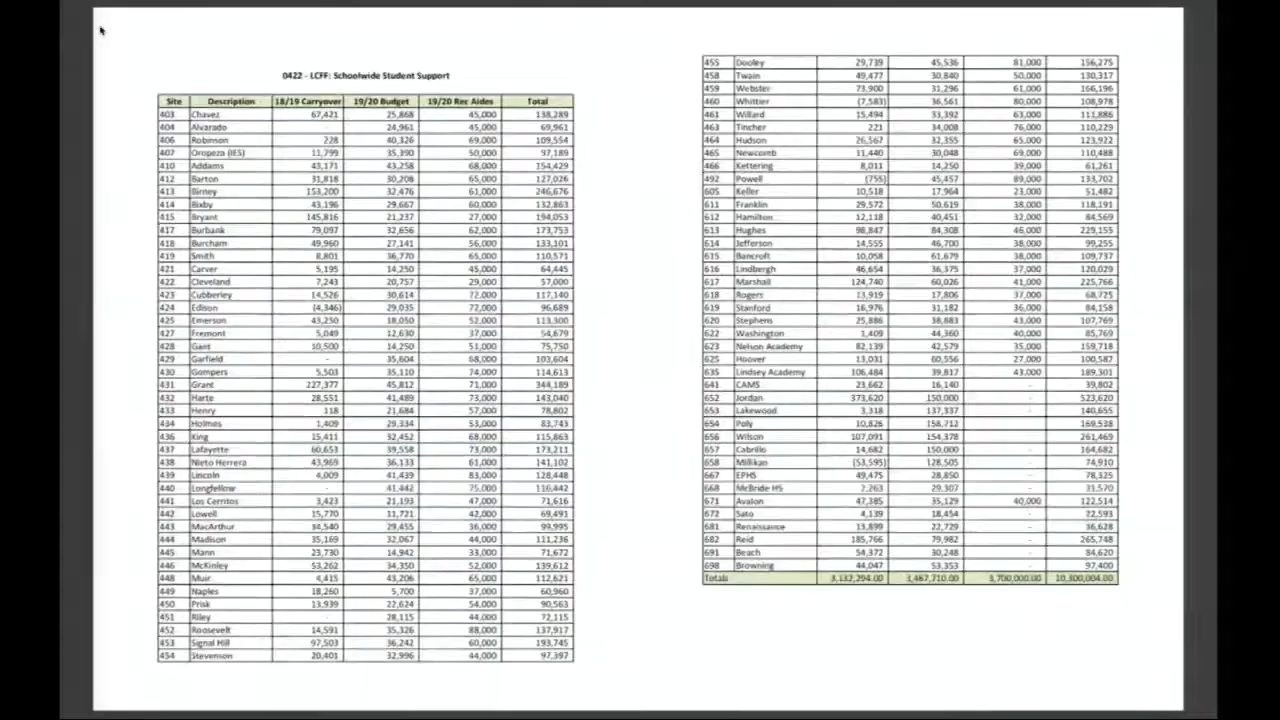 0422 - LCFF: Schoolwide Student Support
Site Description 18/19 Carryover 19/20 Budget 19/20 Rec Aides Total
403 Chavez 67,421 25,868 45,000 138,289
404 Alvarado 24,961 45,000 69,961
406 Robinson 228 40,326 69,000 109,554
407 Oropeza (IES) 11,799 35,390 50,000 97,189
410 Addams 43,171 43,258 68,000 154,429
412 Barton 31,818 30,208 65,000 127,026
413 Birney 153,200 32,476 61,000 246,676
414 Bixby 43,196 29,667 60,000 132,863
415 Bryant 145,816 21,237 27,000 194,053
417 Burbank 79,097 32,656 62,000 173,753
418 Burcham 49,960 27,141 56,000 133,101
419 Smith 8,801 36,770 65,000 110,571
421 Carver 5,195 14,250 45,000 64,445
422 Cleveland 7,243 20,757 29,000 57,000
423 Cubberley 14,526 30,614 72,000 117,140
424 Edison (4,346) 29,035 72,000 96,689
425 Emerson 43,250 18,050 52,000 113,300
427 Fremont 5,049 12,630 37,000 54,679
428 Gant 10,500 14,250 51,000 75,750
429 Garfield - 35,604 68,000 103,604
430 Gompers 5,503 35,110 74,000 114,613
431 Grant 227,377 45,812 71,000 344,189
432 Harte 28,551 41,489 73,000 143,040
433 Henry 118 21,684 57,000 78,802
434 Holmes 1,409 29,334 53,000 83,743
436 King 15,411 32,452 68,000 115,863
437 Lafayette 60,653 39,558 73,000 173,211
438 Nieto Herrera 43,969 36,133 61,000 141,102
439 Lincoln 4,009 41,439 83,000 128,448
440 Longfellow - 41,442 75,000 116,442
441 Los Cerritos 3,423 21,193 47,000 71,616
442 Lowell 15,770 11,721 42,000 69,491
443 MacArthur 34,540 29,455 36,000 99,995
444 Madison 35,169 32,067 44,000 111,236
445 Mann 23,730 14,942 33,000 71,672
446 McKinley 53,262 34,350 52,000 139,612
448 Muir 4,415 43,206 65,000 112,621
449 Naples 18,260 5,700 37,000 60,960
450 Prisk 13,939 22,624 54,000 90,563
451 Riley - 28,115 44,000 72,115
452 Roosevelt 14,591 35,326 88,000 137,917
453 Signal Hill 97,503 36,242 60,000 193,745
454 Stevenson 20,401 32,996 44,000 97,397
455 Dooley 29,739 45,536 81,000 156,275
458 Twain 49,477 30,840 50,000 130,317
459 Webster 73,900 31,296 61,000 166,196
460 Whittier (7,583) 36,561 80,000 108,978
461 Willard 15,494 33,392 63,000 111,886
463 Tincher 221 34,008 76,000 110,229
464 Hudson 26,567 32,355 65,000 123,922
465 Newcomb 11,440 30,048 69,000 110,488
466 Kettering 8,011 14,250 39,000 61,261
492 Powell (755) 45,457 89,000 133,702
605 Keller 10,518 17,964 23,000 51,482
611 Franklin 29,572 50,619 38,000 118,191
612 Hamilton 12,118 40,451 32,000 84,569
613 Hughes 98,847 84,308 46,000 229,155
614 Jefferson 14,555 46,700 38,000 99,255
615 Bancroft 10,058 61,679 38,000 109,737
616 Lindbergh 46,654 36,375 37,000 120,029
617 Marshall 124,740 60,026 41,000 225,766
618 Rogers 13,919 17,806 37,000 68,725
619 Stanford 16,976 31,182 36,000 84,158
620 Stephens 25,886 38,883 43,000 107,769
622 Washington 1,409 44,360 40,000 85,769
623 Nelson Academy 82,139 42,579 35,000 159,718
625 Hoover 13,031 60,556 27,000 100,587
635 Lindsey Academy 106,484 39,817 43,000 189,301
641 CAMS 23,662 16,140 - 39,802
652 Jordan 373,620 150,000 - 523,620
653 Lakewood 3,318 137,337 - 140,655
654 Poly 10,826 158,712 - 169,538
656 Wilson 107,091 154,378 - 261,469
657 Cabrillo 14,682 150,000 - 164,682
658 Millikan (53,595) 128,505 - 74,910
667 EPHS 49,475 28,850 - 78,325
668 McBride HS 2,263 29,307 - 31,570
671 Avalon 47,385 35,129 40,000 122,514
672 Sato 4,139 18,454 - 22,593
681 Renaissance 13,899 22,729 - 36,628
682 Reid 185,766 79,982 - 265,748
691 Beach 54,372 30,248 - 84,620
698 Browning 44,047 53,353 - 97,400
Totals 3,132,294.00 3,467,710.00 3,700,000.00 10,300,004.00